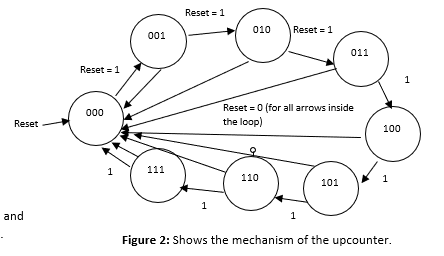 Reset = 1
010
Reset = 1
001
011
Reset = 1
1
000
Reset = 0 (for all arrows inside
the loop)
Reset
100
111
110
101
1
1
1
1
and
.
Figure 2: Shows the mechanism of the upcounter.